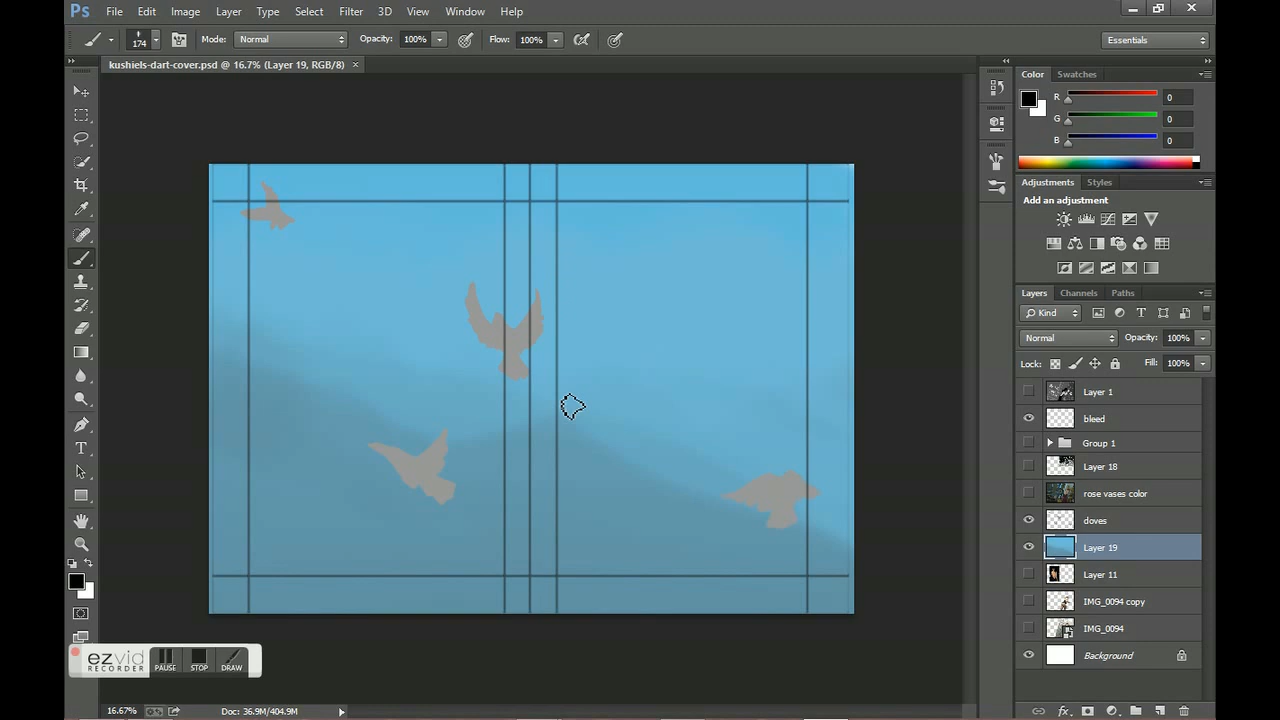 Ps File Edit Image Layer Type Select Filter 3D View Window Help
174 Mode: Normal Opacity: 100% Flow: 100% Essentials
kushiels-dart-cover.psd @ 16.7% (Layer 19, RGB/8) ×
Color Swatches
R 0
G 0
B 0
Adjustments Styles
Add an adjustment
Layers Channels Paths
Kind
Normal Opacity: 100%
Lock: Fill: 100%
Layer 1
bleed
Group 1
Layer 18
rose vases color
doves
Layer 19
Layer 11
IMG_0094 copy
IMG_0094
Background
ezvid
RECORDER
PAUSE STOP DRAW
16.67% Doc: 36.9M/404.9M